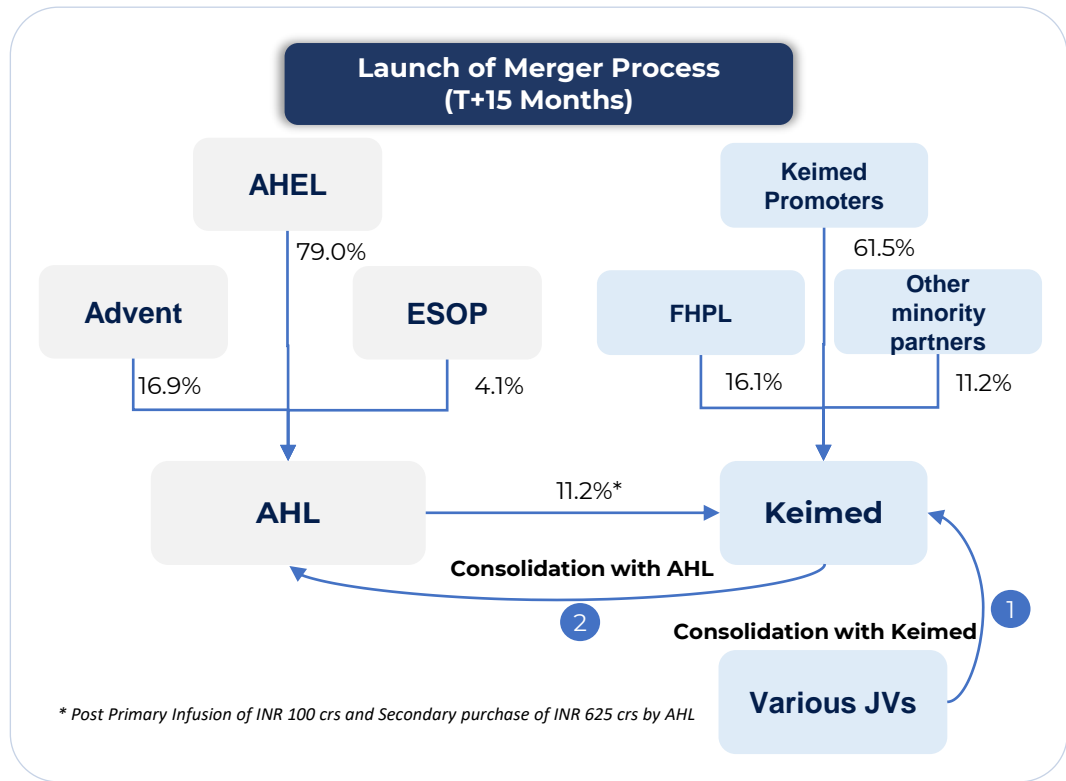 Launch of Merger Process
(T+15 Months)
AHEL
Keimed
Promoters
79.0%
61.5%
Advent
ESOP
FHPL
Other
minority
partners
16.9%
4.1%
16.1%
11.2%
AHL
11.2%*
Keimed
Consolidation with AHL
2
1
Consolidation with Keimed
Various JVs
* Post Primary Infusion of INR 100 crs and Secondary purchase of INR 625 crs by AHL